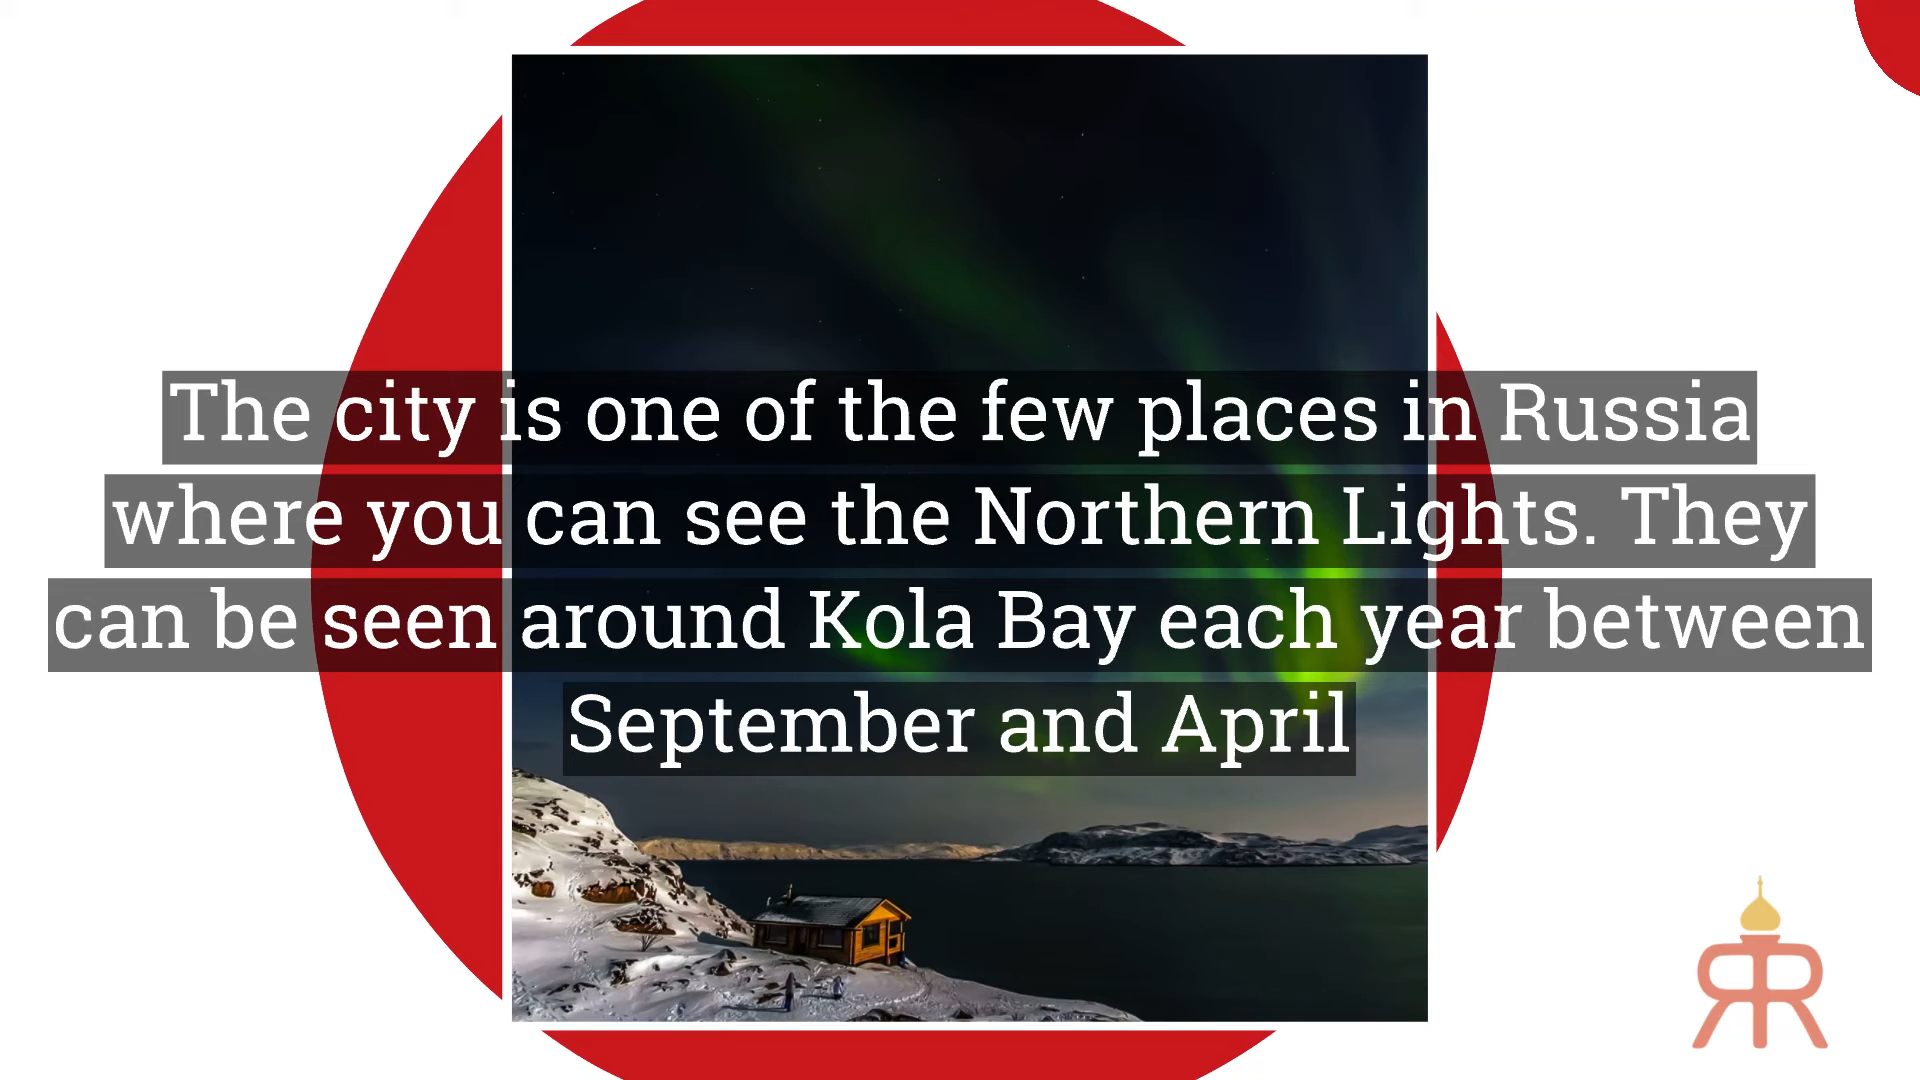 The city is one of the few places in Russia
where you can see the Northern Lights. They
can be seen around Kola Bay each year between
September and April